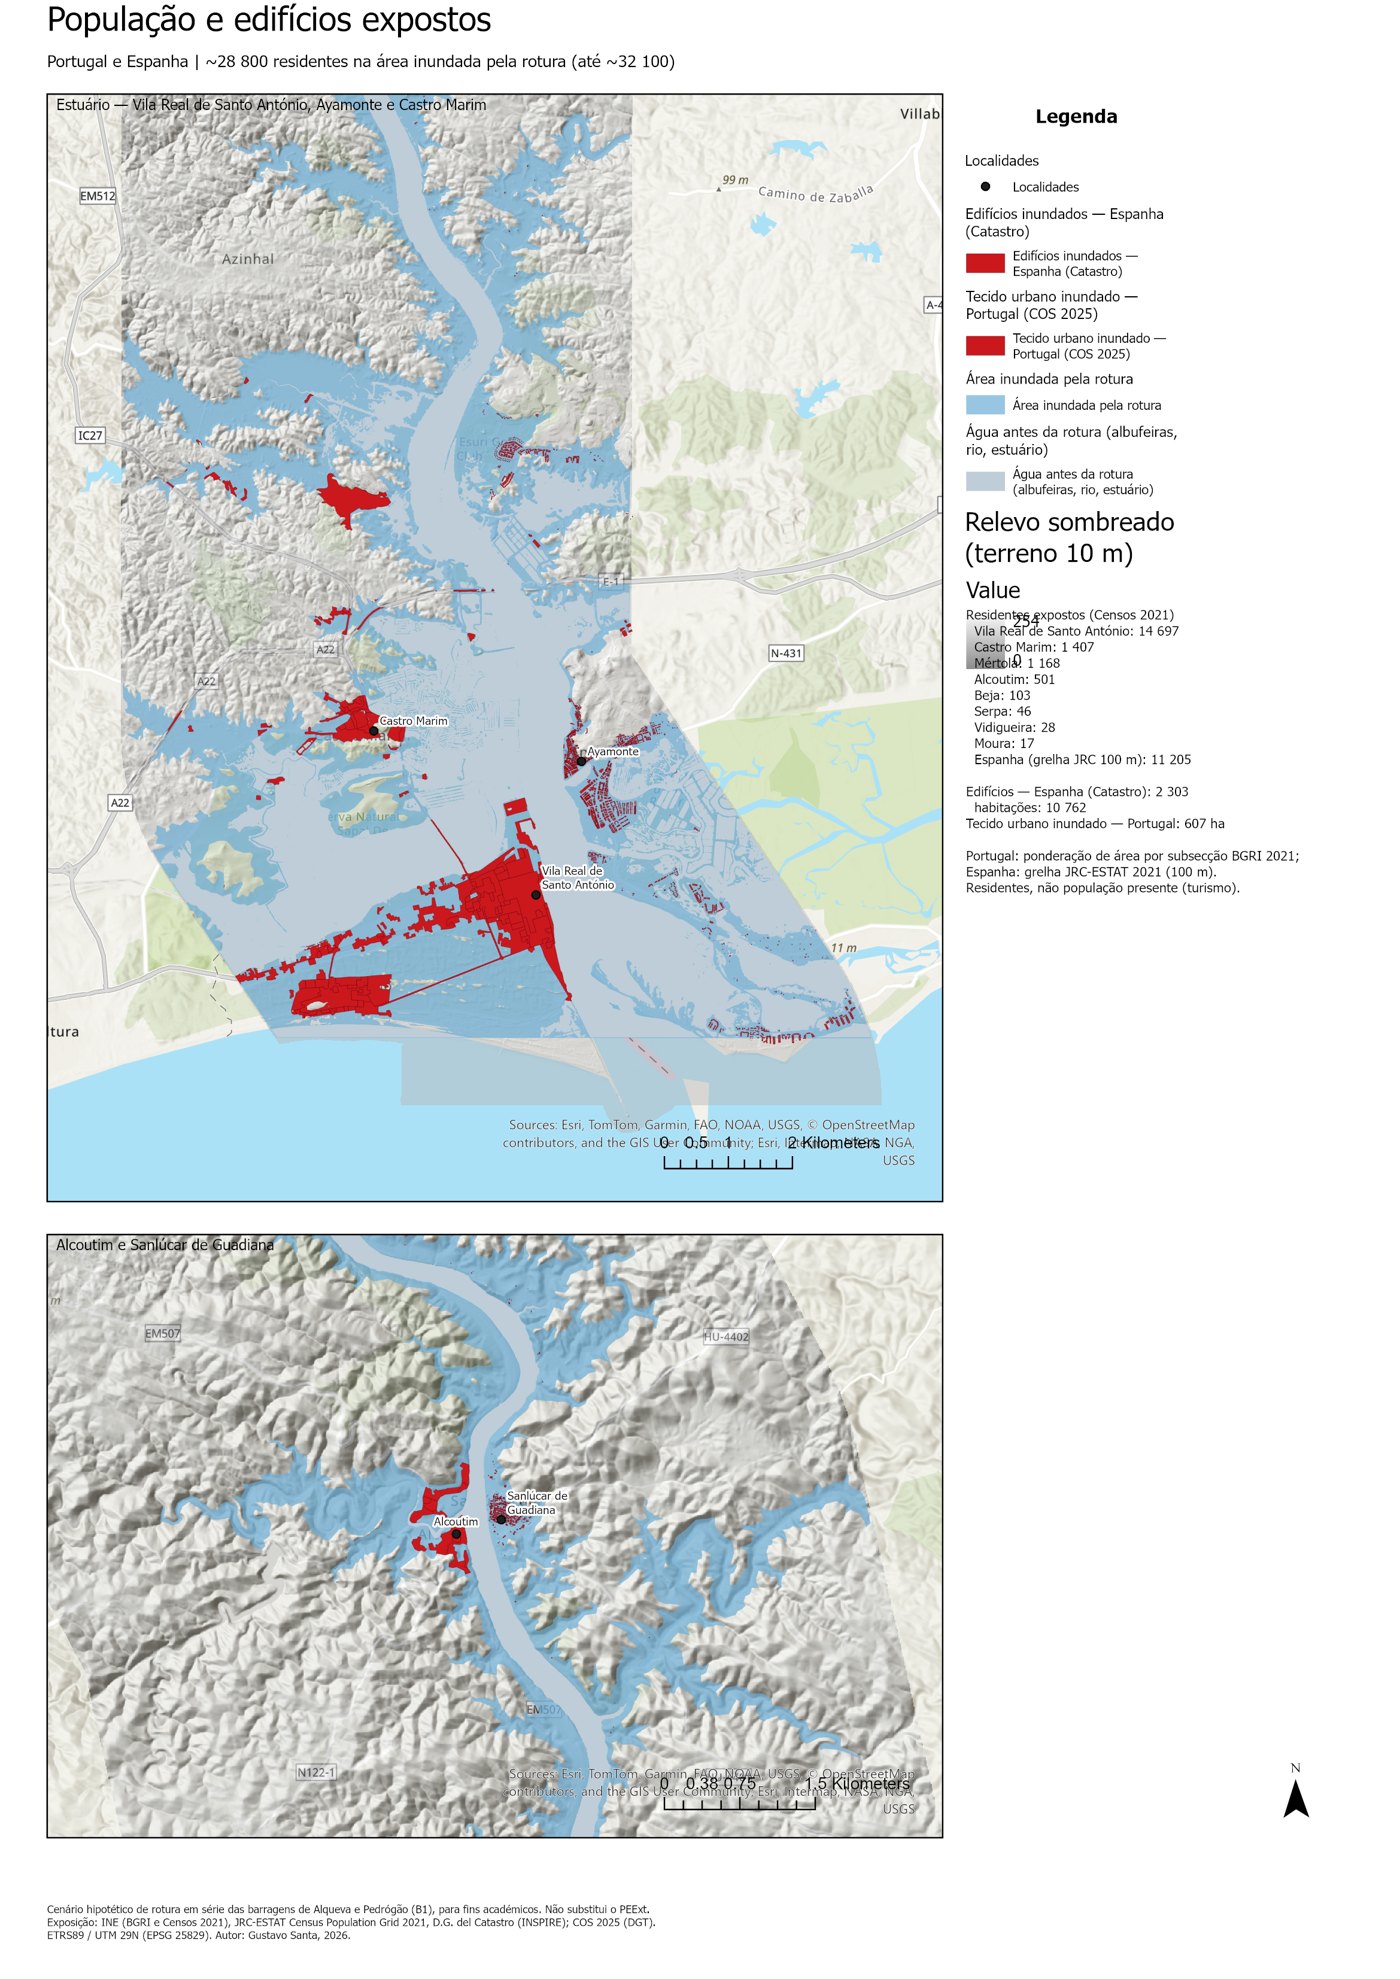 População e edifícios expostos
Portugal e Espanha | ~28 800 residentes na área inundada pela rotura (até ~32 100)
Estuário — Vila Real de Santo António, Ayamonte e Castro Marim
Villab
EM512
99 m
Camino de Zaballa
Azinhal
A-4
IC27
Esuri G
E-1
A22
N-431
A22
Castro Marim
Ayamonte
A22
erva Natural
Vila Real de
Santo António
11 m
ltura
Sources: Esri, TomTom, Garmin, FAO, NOAA, USGS, © OpenStreetMap
contributors, and the GIS User Community; Esri, Intermap, NASA, NGA,
USGS
0 0.5 1 2 Kilometers
Legenda
Localidades
Localidades
Edifícios inundados — Espanha
(Catastro)
Edifícios inundados —
Espanha (Catastro)
Tecido urbano inundado —
Portugal (COS 2025)
Tecido urbano inundado —
Portugal (COS 2025)
Área inundada pela rotura
Área inundada pela rotura
Água antes da rotura (albufeiras,
rio, estuário)
Água antes da rotura
(albufeiras, rio, estuário)
Relevo sombreado
(terreno 10 m)
Value
254
0
Residentes expostos (Censos 2021)
Vila Real de Santo António: 14 697
Castro Marim: 1 407
Mértola: 1 168
Alcoutim: 501
Beja: 103
Serpa: 46
Vidigueira: 28
Moura: 17
Espanha (grelha JRC 100 m): 11 205
Edifícios — Espanha (Catastro): 2 303
habitações: 10 762
Tecido urbano inundado — Portugal: 607 ha
Portugal: ponderação de área por subsecção BGRI 2021;
Espanha: grelha JRC-ESTAT 2021 (100 m).
Residentes, não população presente (turismo).
Alcoutim e Sanlúcar de Guadiana
m
EM507
HU-4402
Sanlúcar de
Guadiana
Alcoutim
EM507
N122-1
Sources: Esri, TomTom, Garmin, FAO, NOAA, USGS, © OpenStreetMap
contributors, and the GIS User Community; Esri, Intermap, NASA, NGA,
USGS
0 0.38 0.75 1.5 Kilometers
N
Cenário hipotético de rotura em série das barragens de Alqueva e Pedrógão (B1), para fins académicos. Não substitui o PEExt.
Exposição: INE (BGRI e Censos 2021), JRC-ESTAT Census Population Grid 2021, D.G. del Catastro (INSPIRE); COS 2025 (DGT).
ETRS89 / UTM 29N (EPSG 25829). Autor: Gustavo Santa, 2026.